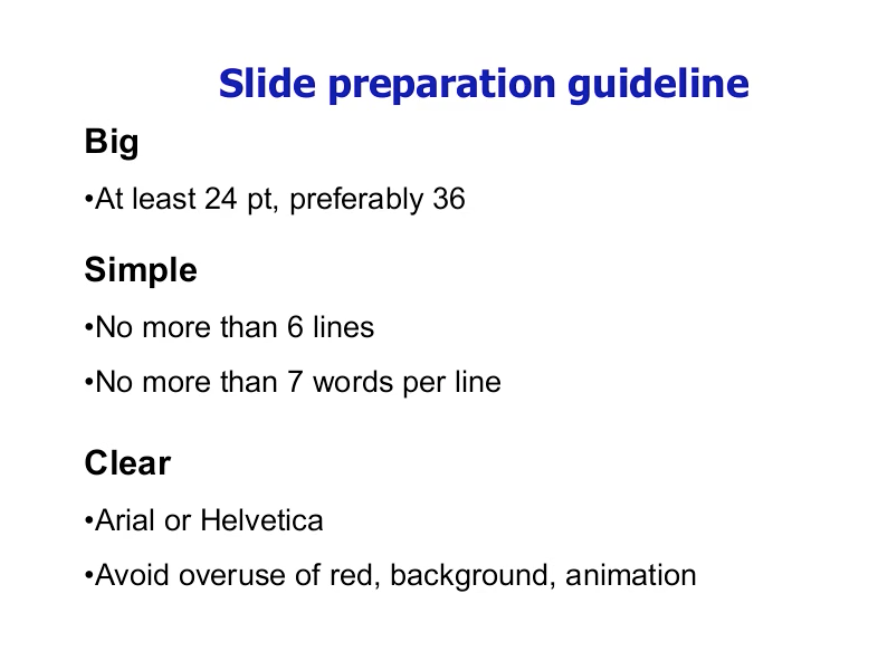 Slide preparation guideline
Big
•At least 24 pt, preferably 36
Simple
•No more than 6 lines
•No more than 7 words per line
Clear
•Arial or Helvetica
•Avoid overuse of red, background, animation